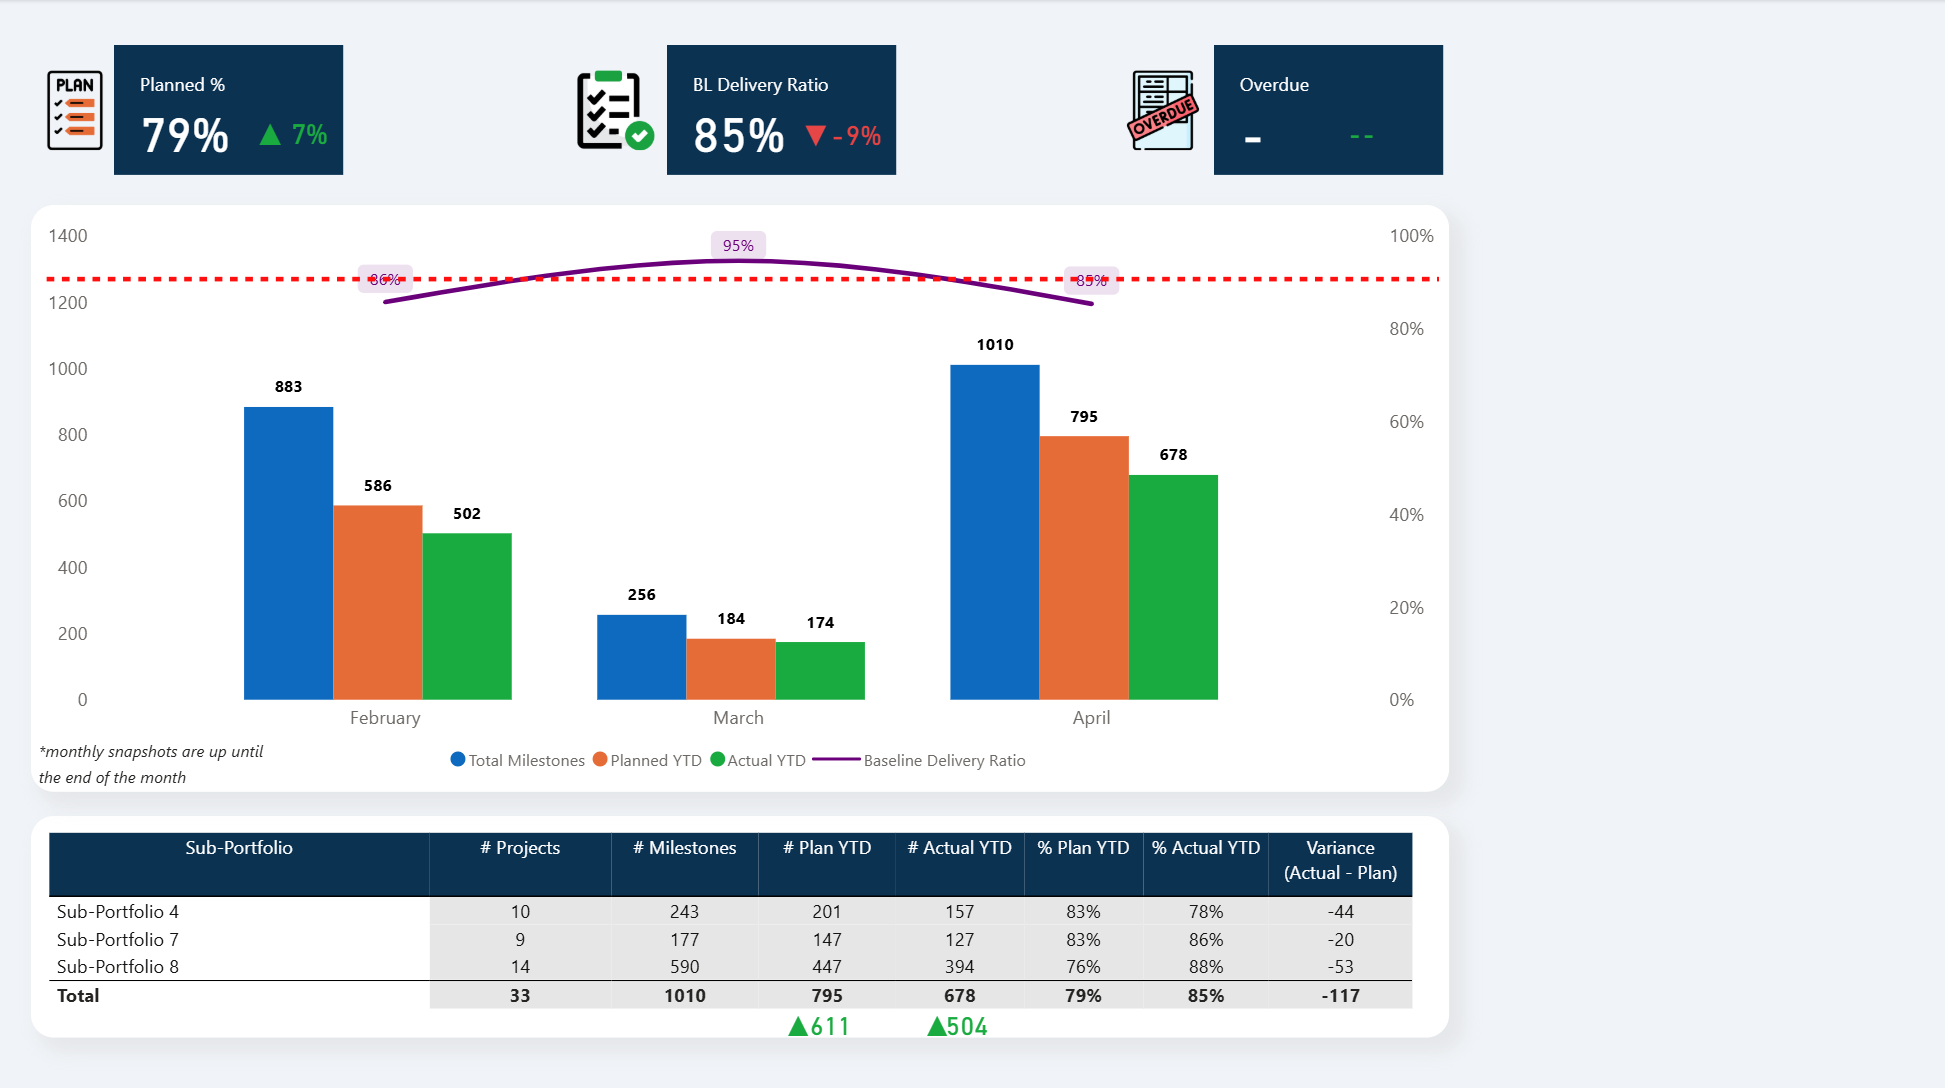 PLAN
Planned %
79% ▲ 7%
BL Delivery Ratio
85% ▼ -9%
OVERDUE
Overdue
- --
1400
1200
1000
800
600
400
200
0
100%
80%
60%
40%
20%
0%
86%
95%
85%
883
586
502
256
184
174
1010
795
678
February
March
April
*monthly snapshots are up until
the end of the month
Total Milestones Planned YTD Actual YTD Baseline Delivery Ratio
Sub-Portfolio # Projects # Milestones # Plan YTD # Actual YTD % Plan YTD % Actual YTD Variance
(Actual - Plan)
Sub-Portfolio 4 10 243 201 157 83% 78% -44
Sub-Portfolio 7 9 177 147 127 83% 86% -20
Sub-Portfolio 8 14 590 447 394 76% 88% -53
Total 33 1010 795 678 79% 85% -117
▲611 ▲504